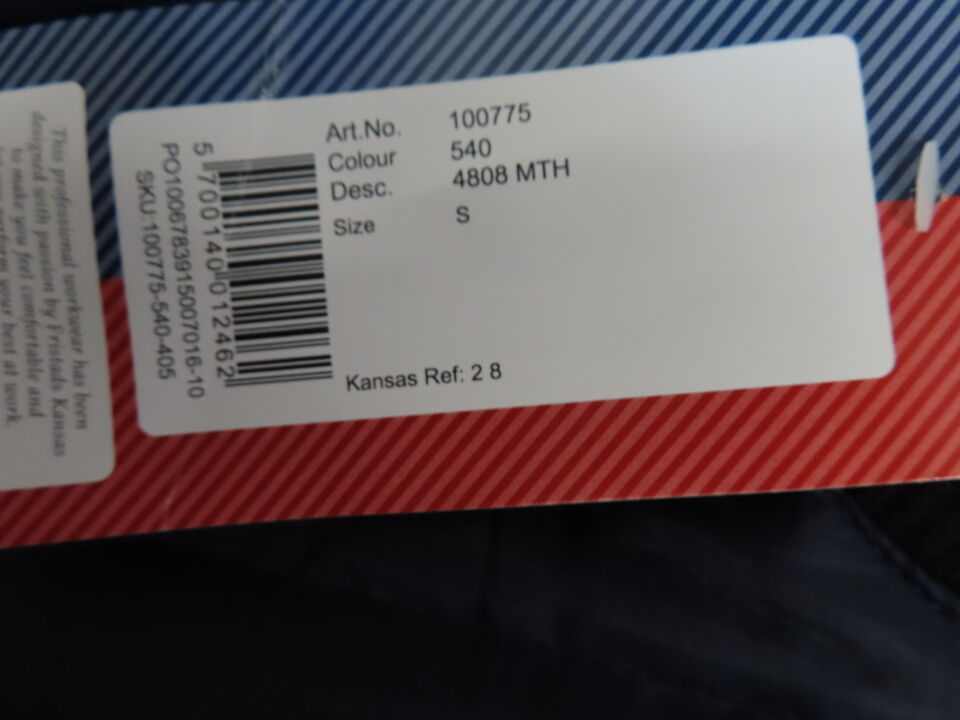 This professional workwear has been
designed with passion by Fristads Kansas
to make you feel comfortable and
perform your best at work.
Art.No. 100775
Colour 540
Desc. 4808 MTH
Size S
Kansas Ref: 2 8
5 700140 012462
PO1006783915007016-10
SKU:100775-540-405